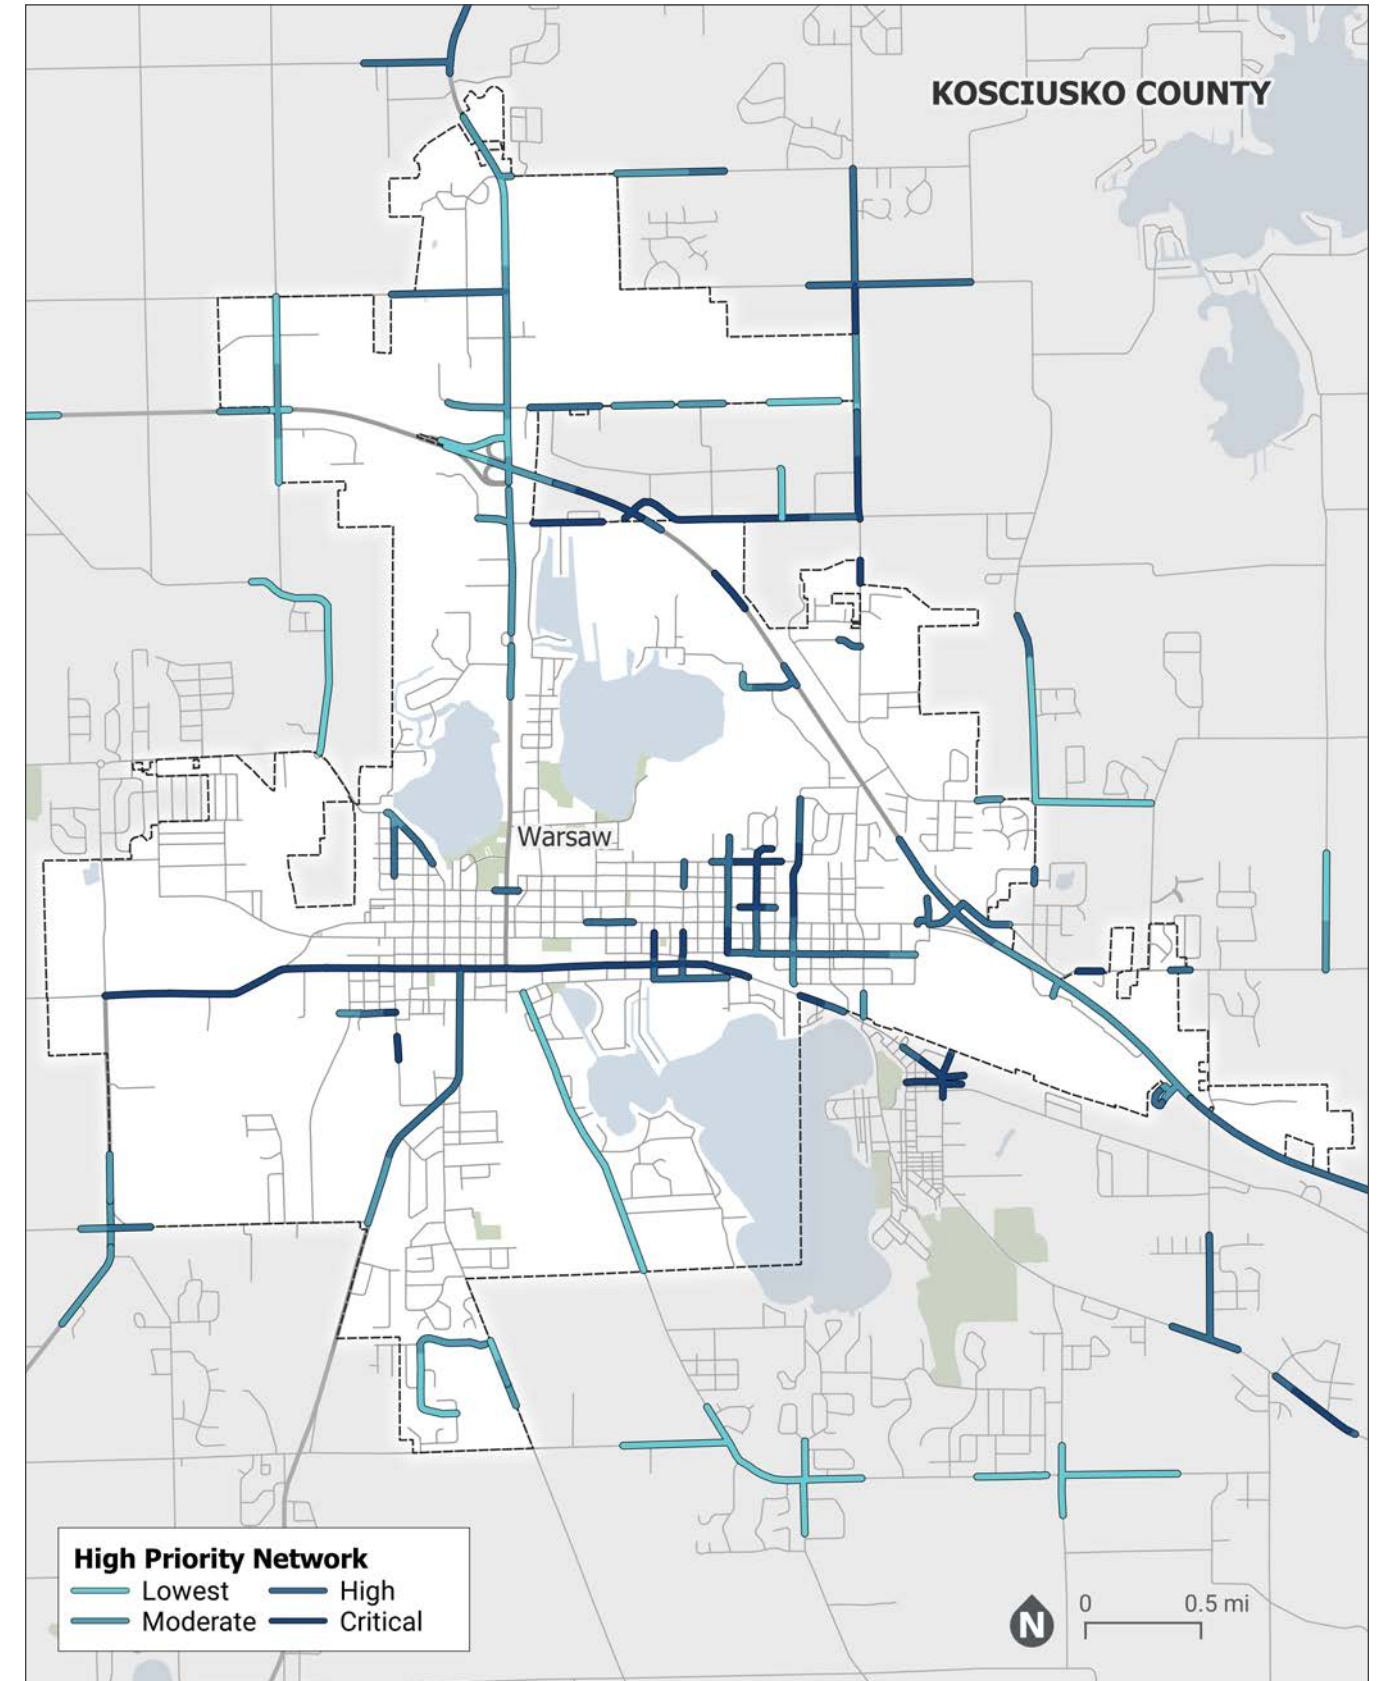 KOSCIUSKO COUNTY
Warsaw
High Priority Network
Lowest
High
Moderate
Critical
N
0
0.5 mi